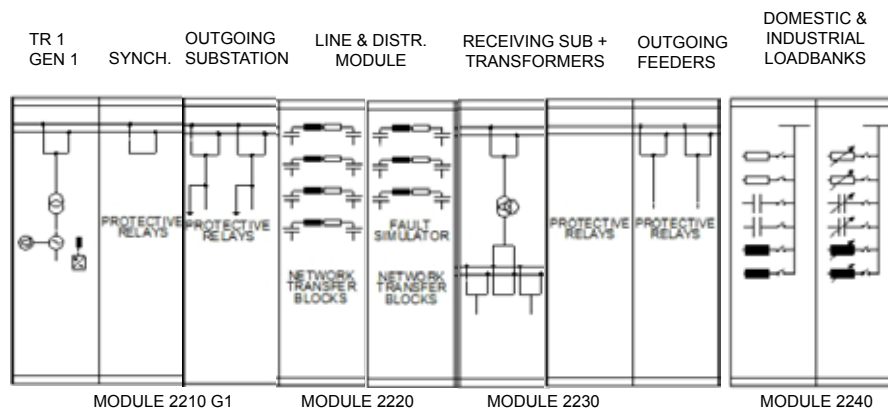 TR 1
GEN 1
SYNCH.
OUTGOING
SUBSTATION
LINE & DISTR.
MODULE
RECEIVING SUB +
TRANSFORMERS
OUTGOING
FEEDERS
DOMESTIC &
INDUSTRIAL
LOADBANKS
PROTECTIVE
RELAYS
PROTECTIVE
RELAYS
NETWORK
TRANSFER
BLOCKS
FAULT
SIMULATOR
NETWORK
TRANSFER
BLOCKS
PROTECTIVE
RELAYS
PROTECTIVE
RELAYS
MODULE 2210 G1
MODULE 2220
MODULE 2230
MODULE 2240